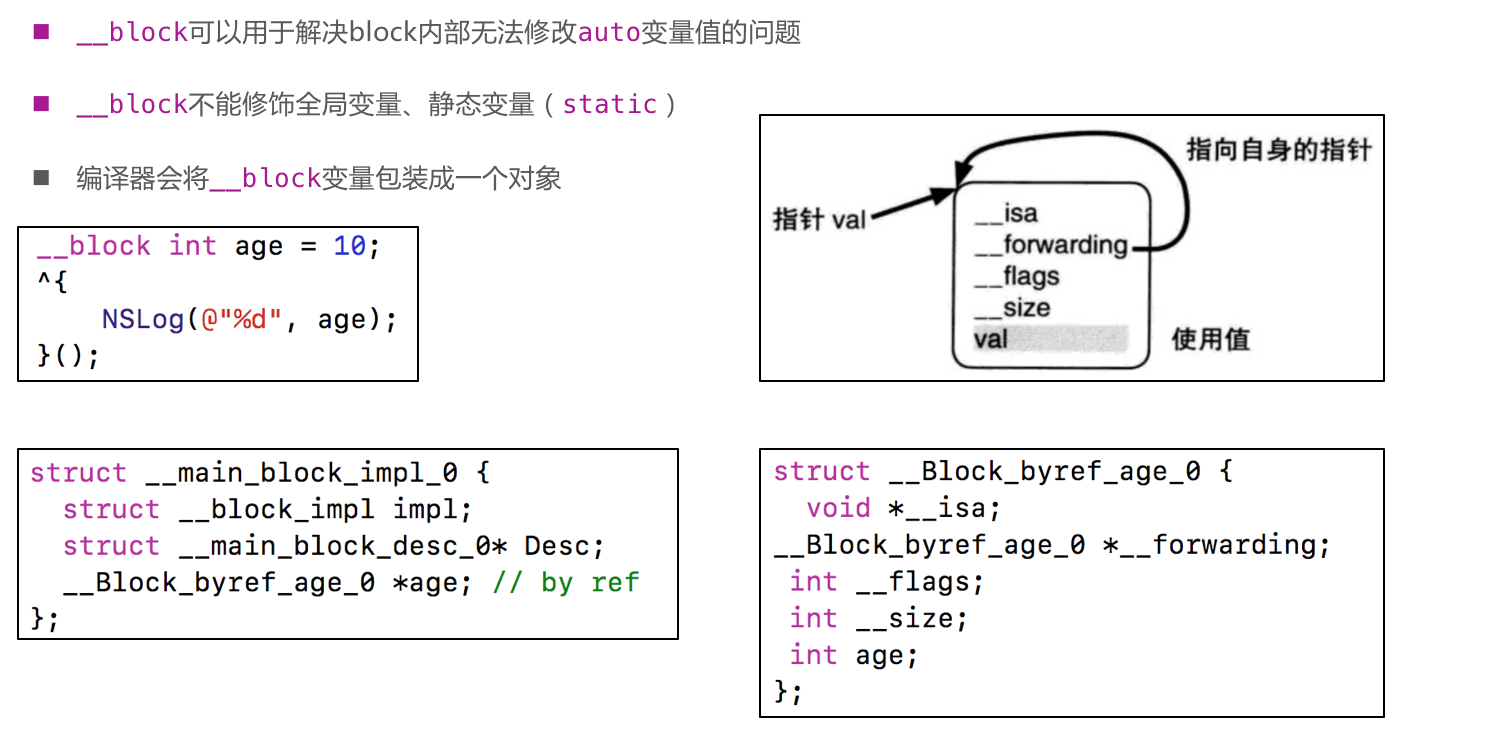 __block可以用于解决block内部无法修改auto变量值的问题
__block不能修饰全局变量、静态变量（static）
编译器会将__block变量包装成一个对象
__block int age = 10;
^{
    NSLog(@"%d", age);
}();
指向自身的指针
指针 val
__isa
__forwarding
__flags
__size
val
使用值
struct __main_block_impl_0 {
  struct __block_impl impl;
  struct __main_block_desc_0* Desc;
  __Block_byref_age_0 *age; // by ref
};
struct __Block_byref_age_0 {
  void *__isa;
__Block_byref_age_0 *__forwarding;
 int __flags;
 int __size;
 int age;
};